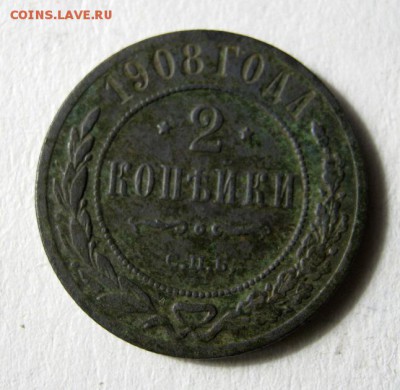 COINS.LAVE.RU
1908 ГОДА
* 2 *
КОПѢЙКИ
С.П.Б.